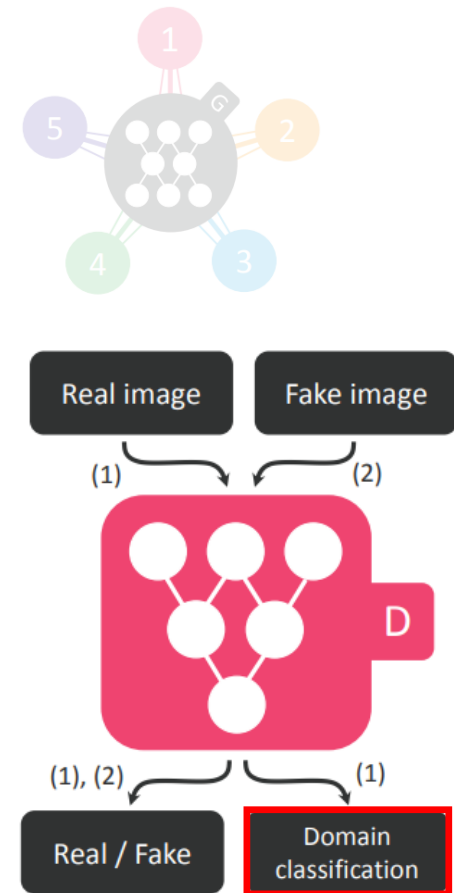 1
G
5
2
4
3
Real image
Fake image
(1)
(2)
D
(1), (2)
(1)
Real / Fake
Domain
classification